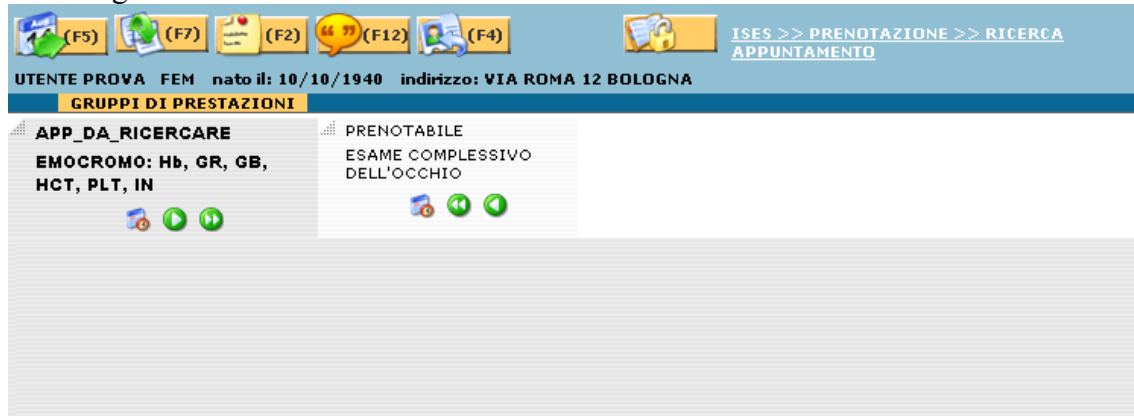 (F5) (F7) (F2) (F12) (F4)
ISES >> PRENOTAZIONE >> RICERCA
APPUNTAMENTO
UTENTE PROVA FEM nato il: 10/10/1940 indirizzo: VIA ROMA 12 BOLOGNA
GRUPPI DI PRESTAZIONI
APP_DA_RICERCARE
EMOCROMO: Hb, GR, GB,
HCT, PLT, IN
PRENOTABILE
ESAME COMPLESSIVO
DELL'OCCHIO